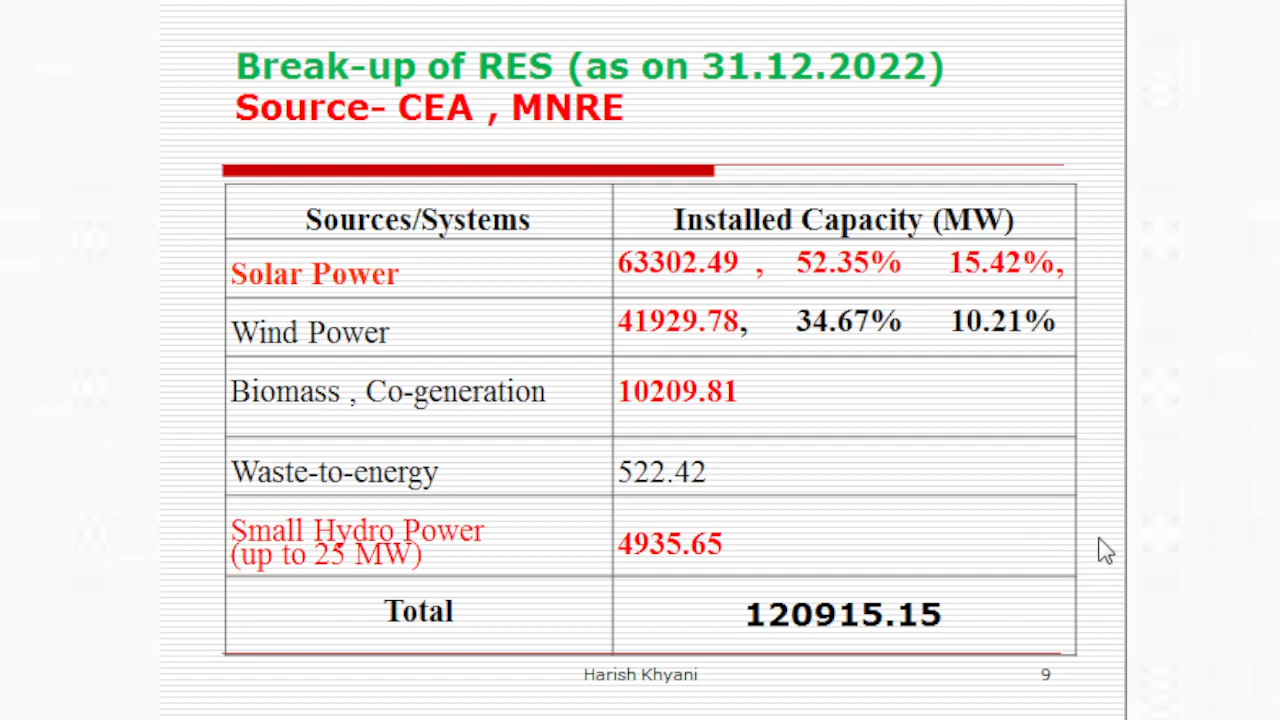 Break-up of RES (as on 31.12.2022)
Source- CEA , MNRE
Sources/Systems Installed Capacity (MW)
Solar Power 63302.49 , 52.35% 15.42%,
Wind Power 41929.78, 34.67% 10.21%
Biomass , Co-generation 10209.81
Waste-to-energy 522.42
Small Hydro Power
(up to 25 MW) 4935.65
Total 120915.15
Harish Khyani 9